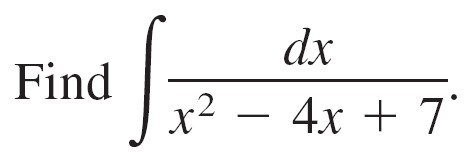 Find ∫ dx / (x² − 4x + 7).